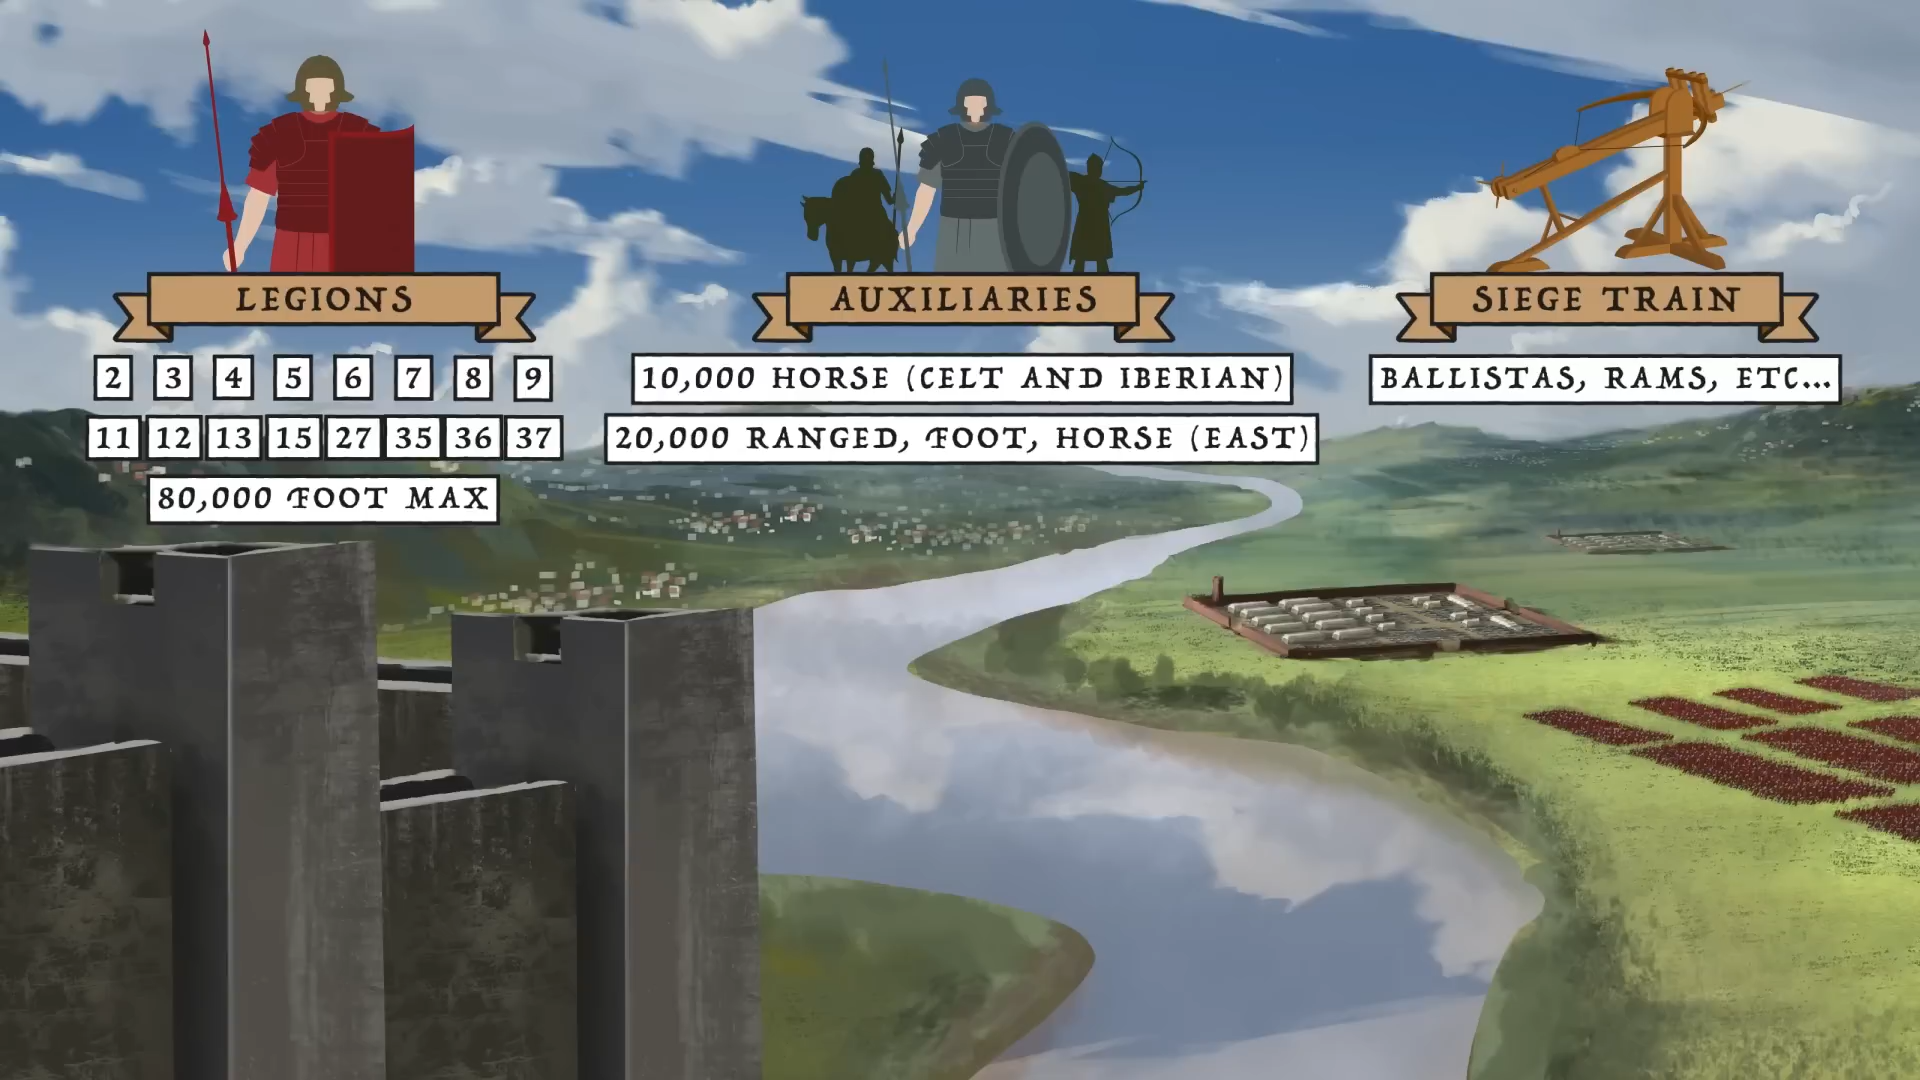 LEGIONS
2 3 4 5 6 7 8 9
11 12 13 15 27 35 36 37
80,000 FOOT MAX
AUXILIARIES
10,000 HORSE (CELT AND IBERIAN)
20,000 RANGED, FOOT, HORSE (EAST)
SIEGE TRAIN
BALLISTAS, RAMS, ETC...